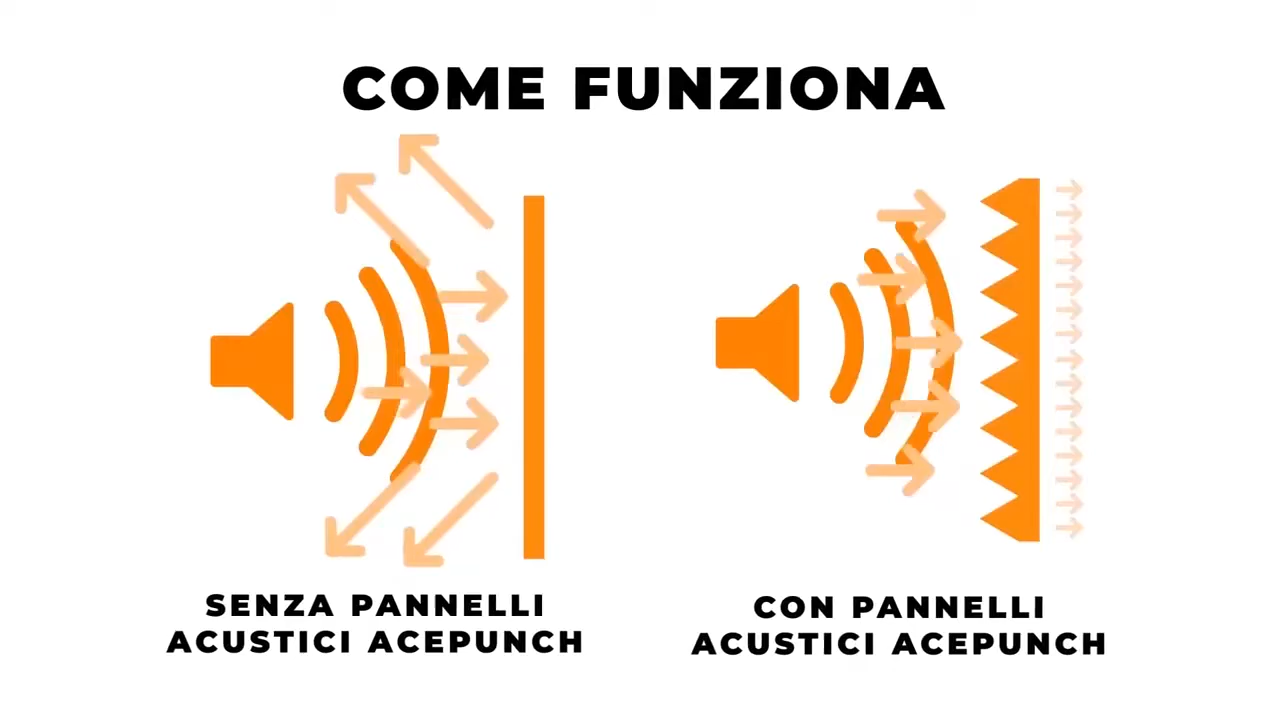 COME FUNZIONA
SENZA PANNELLI
ACUSTICI ACEPUNCH
CON PANNELLI
ACUSTICI ACEPUNCH